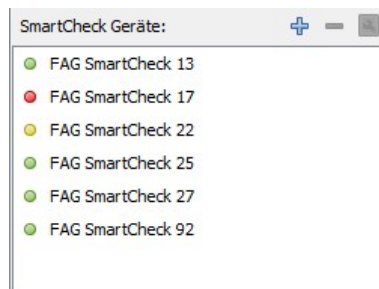 SmartCheck Geräte:
FAG SmartCheck 13
FAG SmartCheck 17
FAG SmartCheck 22
FAG SmartCheck 25
FAG SmartCheck 27
FAG SmartCheck 92